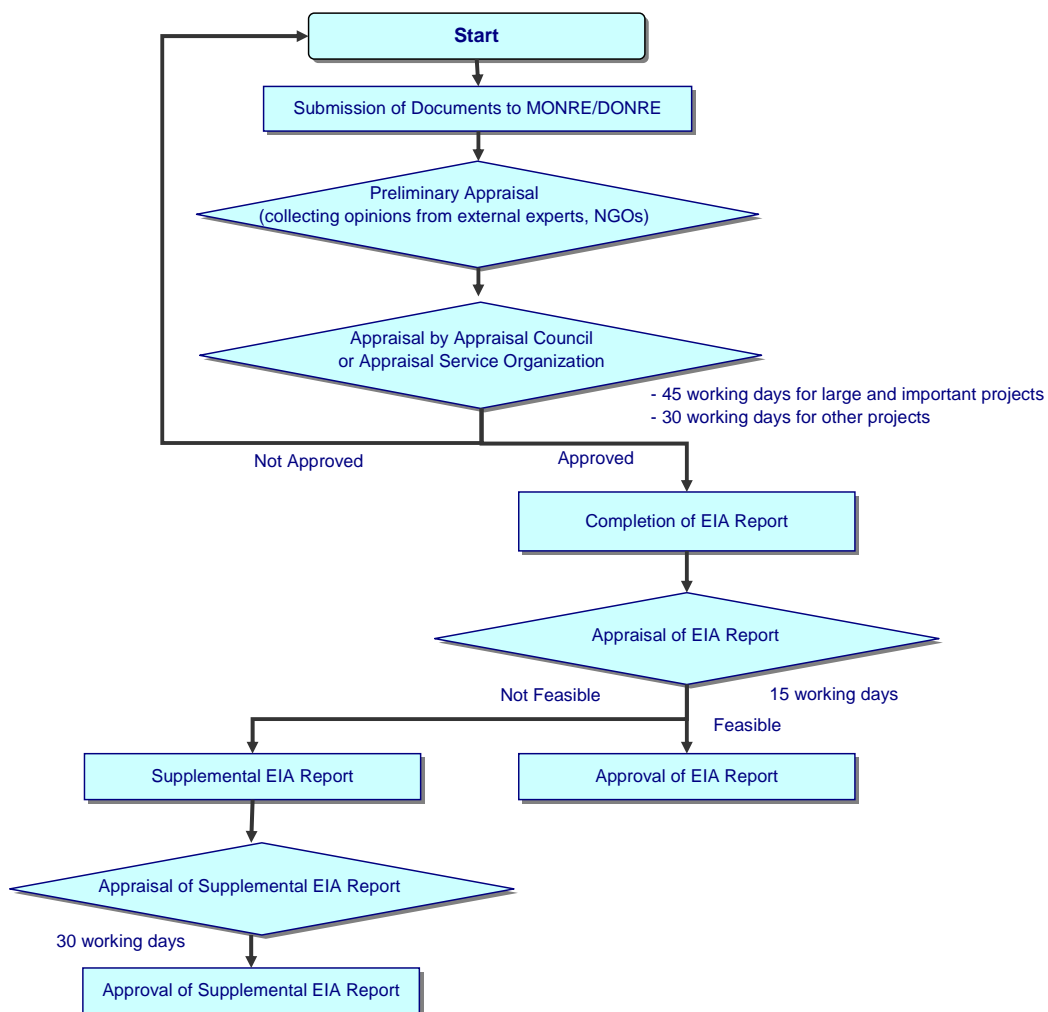 Start
Submission of Documents to MONRE/DONRE
Preliminary Appraisal
(collecting opinions from external experts, NGOs)
Appraisal by Appraisal Council
or Appraisal Service Organization
- 45 working days for large and important projects
- 30 working days for other projects
Not Approved
Approved
Completion of EIA Report
Appraisal of EIA Report
Not Feasible
15 working days
Feasible
Supplemental EIA Report
Approval of EIA Report
Appraisal of Supplemental EIA Report
30 working days
Approval of Supplemental EIA Report